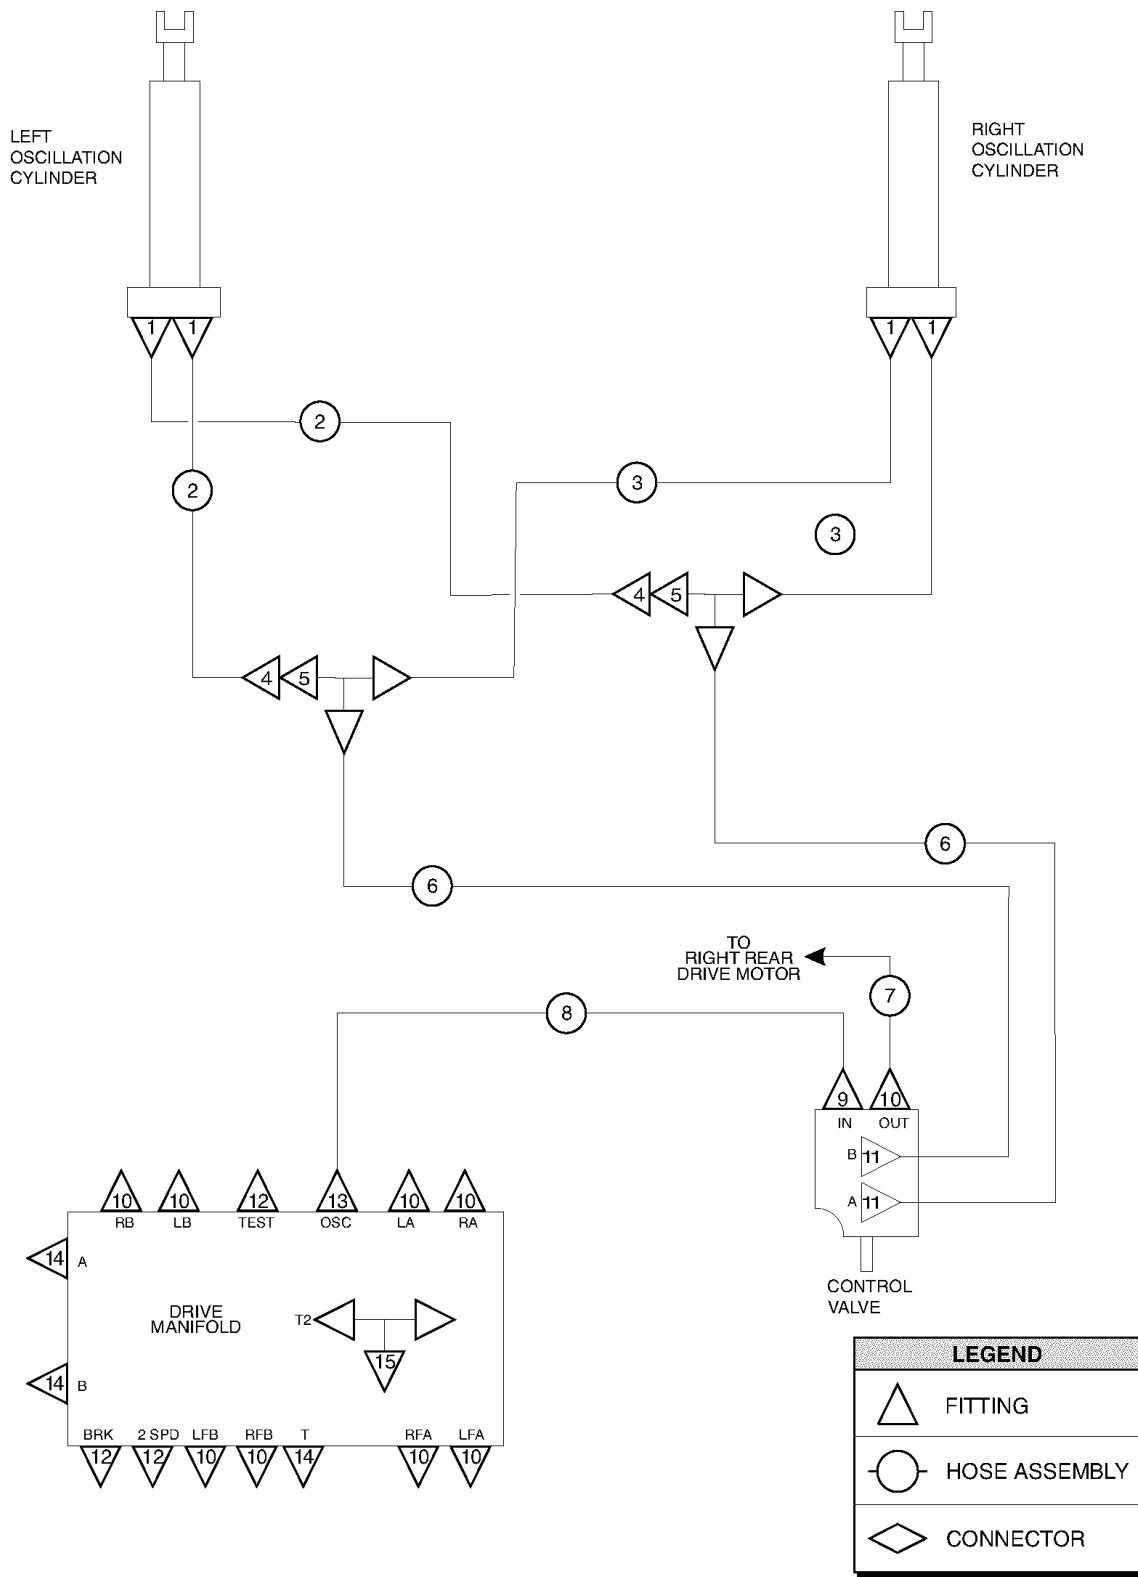 LEFT
OSCILLATION
CYLINDER
RIGHT
OSCILLATION
CYLINDER
1 1
1 1
2
2
3
3
4 5
4 5
6
6
TO
RIGHT REAR
DRIVE MOTOR
7
8
9 10
IN OUT
B 11
A 11
CONTROL
VALVE
10 10 12 13 10 10
RB LB TEST OSC LA RA
14 A
DRIVE
MANIFOLD
T2
15
14 B
BRK 2 SPD LFB RFB T RFA LFA
12 12 10 10 14 10 10
LEGEND
FITTING
HOSE ASSEMBLY
CONNECTOR